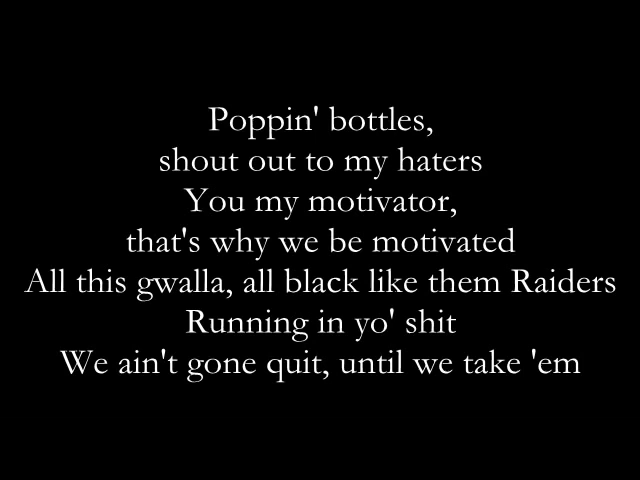 Poppin' bottles,
shout out to my haters
You my motivator,
that's why we be motivated
All this gwalla, all black like them Raiders
Running in yo' shit
We ain't gone quit, until we take 'em